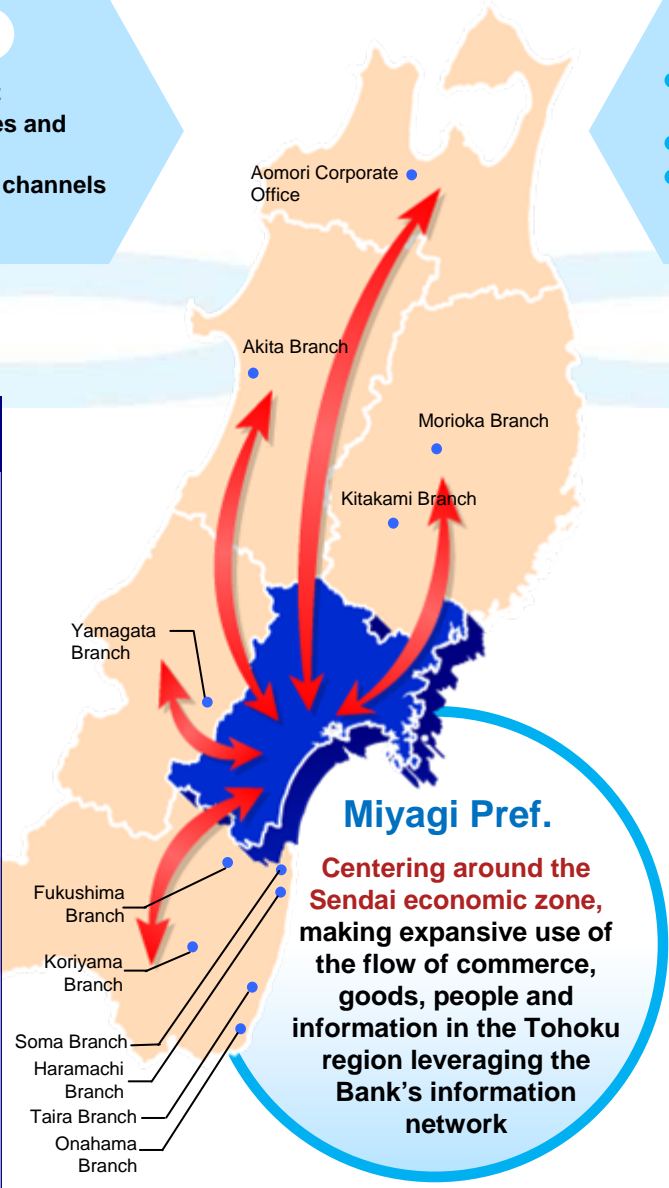 es and
channels
Aomori Corporate
Office
Akita Branch
Morioka Branch
Kitakami Branch
Yamagata
Branch
Miyagi Pref.
Centering around the
Sendai economic zone,
making expansive use of
the flow of commerce,
goods, people and
information in the Tohoku
region leveraging the
Bank's information
network
Fukushima
Branch
Koriyama
Branch
Soma Branch
Haramachi
Branch
Taira Branch
Onahama
Branch